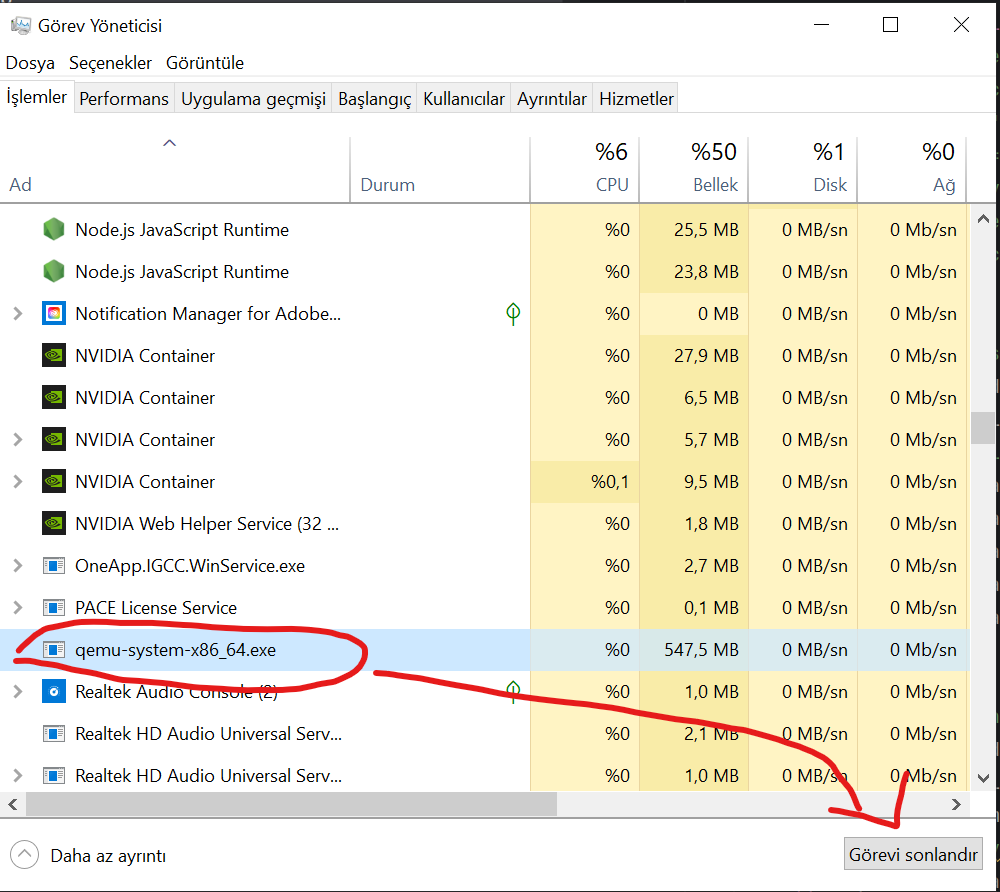 Görev Yöneticisi
Dosya Seçenekler Görüntüle
İşlemler Performans Uygulama geçmişi Başlangıç Kullanıcılar Ayrıntılar Hizmetler
%6 %50 %1 %0
Ad Durum CPU Bellek Disk Ağ
Node.js JavaScript Runtime %0 25,5 MB 0 MB/sn 0 Mb/sn
Node.js JavaScript Runtime %0 23,8 MB 0 MB/sn 0 Mb/sn
Notification Manager for Adobe... %0 0 MB 0 MB/sn 0 Mb/sn
NVIDIA Container %0 27,9 MB 0 MB/sn 0 Mb/sn
NVIDIA Container %0 6,5 MB 0 MB/sn 0 Mb/sn
NVIDIA Container %0 5,7 MB 0 MB/sn 0 Mb/sn
NVIDIA Container %0,1 9,5 MB 0 MB/sn 0 Mb/sn
NVIDIA Web Helper Service (32 ... %0 1,8 MB 0 MB/sn 0 Mb/sn
OneApp.IGCC.WinService.exe %0 2,7 MB 0 MB/sn 0 Mb/sn
PACE License Service %0 0,1 MB 0 MB/sn 0 Mb/sn
qemu-system-x86_64.exe %0 547,5 MB 0 MB/sn 0 Mb/sn
Realtek Audio Console (2) %0 1,0 MB 0 MB/sn 0 Mb/sn
Realtek HD Audio Universal Serv... %0 2,1 MB 0 MB/sn 0 Mb/sn
Realtek HD Audio Universal Serv... %0 1,0 MB 0 MB/sn 0 Mb/sn
Daha az ayrıntı Görevi sonlandır